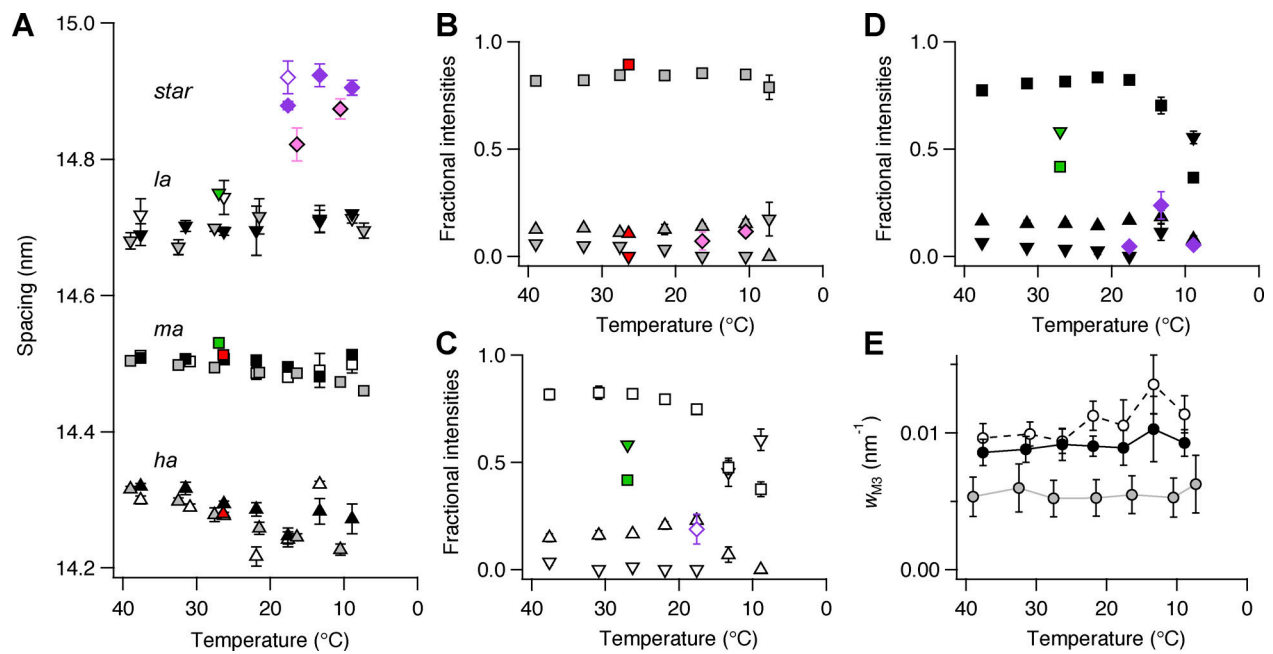 A
15.0
14.8
14.6
14.4
14.2
Spacing (nm)
star
la
ma
ha
40 30 20 10 0
Temperature (°C)
B
1.0
0.5
0.0
Fractional intensities
40 30 20 10 0
Temperature (°C)
C
1.0
0.5
0.0
Fractional intensities
40 30 20 10 0
Temperature (°C)
D
1.0
0.5
0.0
Fractional intensities
40 30 20 10 0
Temperature (°C)
E
0.01
0.00
wM3 (nm⁻¹)
40 30 20 10 0
Temperature (°C)